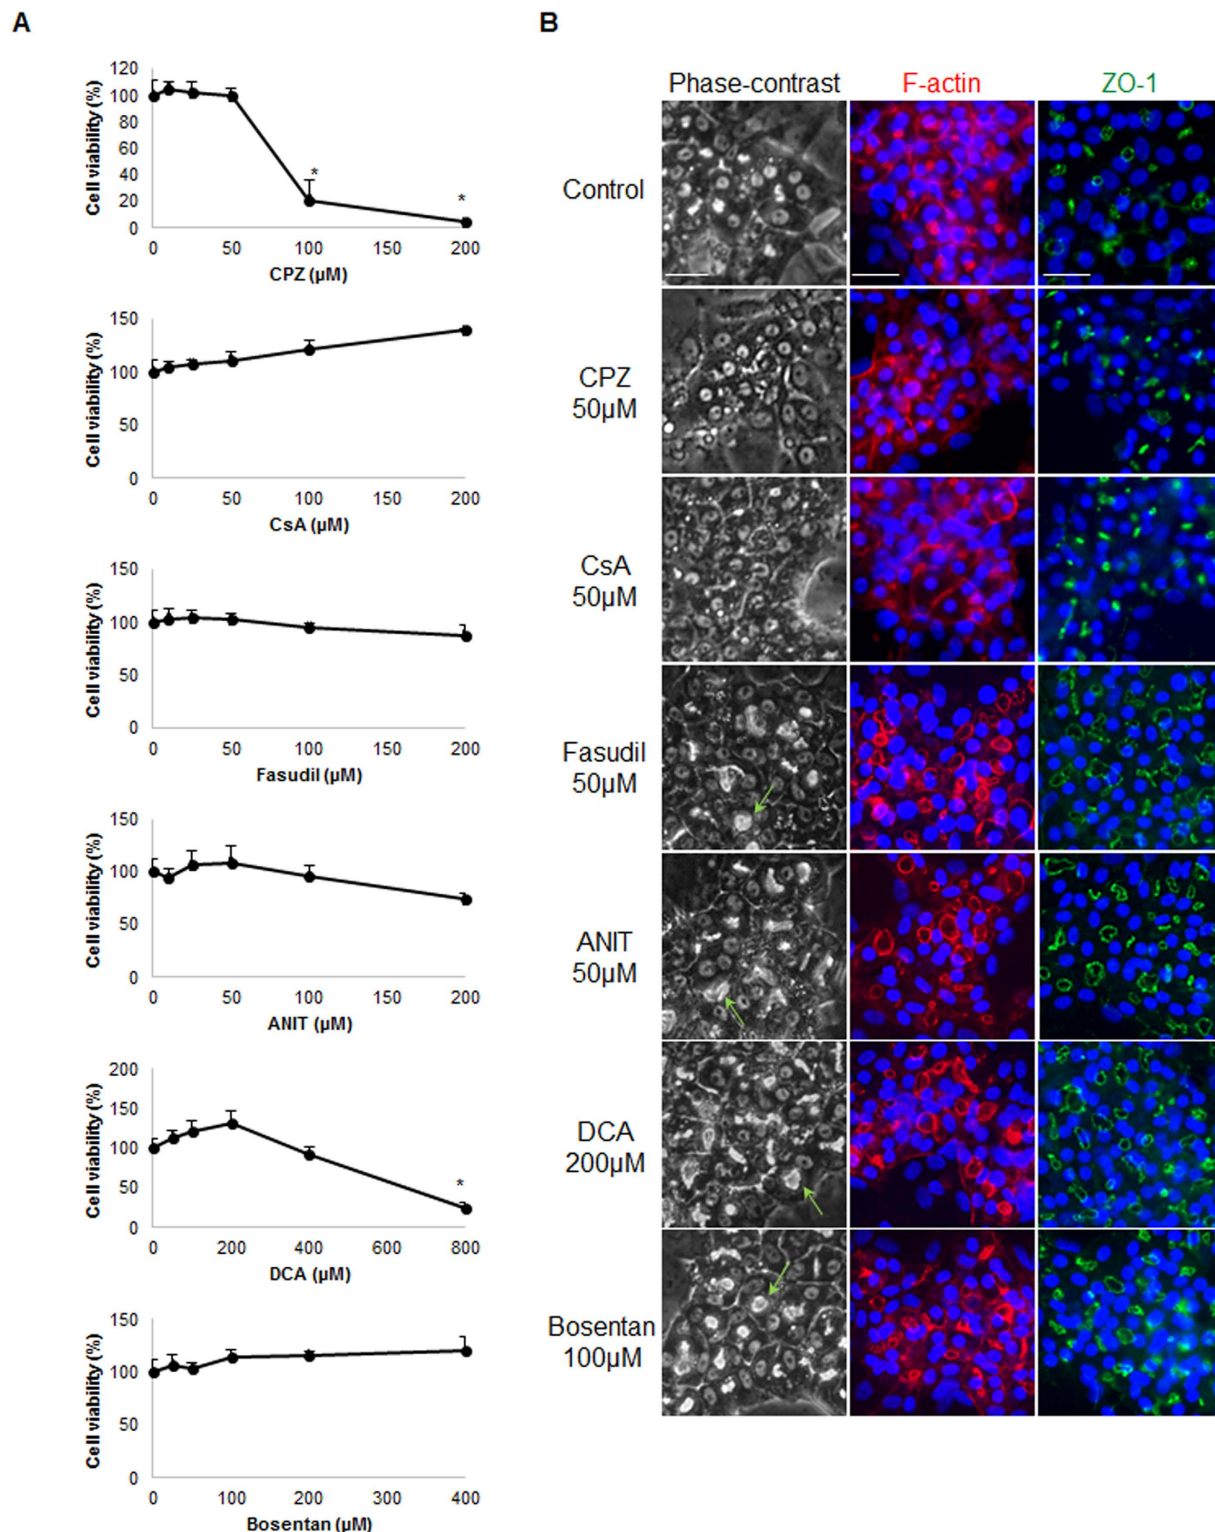 A
120
100
80
60
40
20
0
Cell viability (%)
*
*
0 50 100 150 200
CPZ (µM)
150
100
50
0
Cell viability (%)
0 50 100 150 200
CsA (µM)
150
100
50
0
Cell viability (%)
0 50 100 150 200
Fasudil (µM)
150
100
50
0
Cell viability (%)
0 50 100 150 200
ANIT (µM)
200
150
100
50
0
Cell viability (%)
*
0 200 400 600 800
DCA (µM)
150
100
50
0
Cell viability (%)
0 100 200 300 400
Bosentan (µM)
B
Phase-contrast F-actin ZO-1
Control
CPZ
50µM
CsA
50µM
Fasudil
50µM
ANIT
50µM
DCA
200µM
Bosentan
100µM